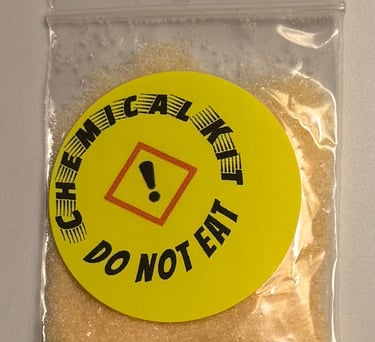 CHEMICAL KIT
!
DO NOT EAT